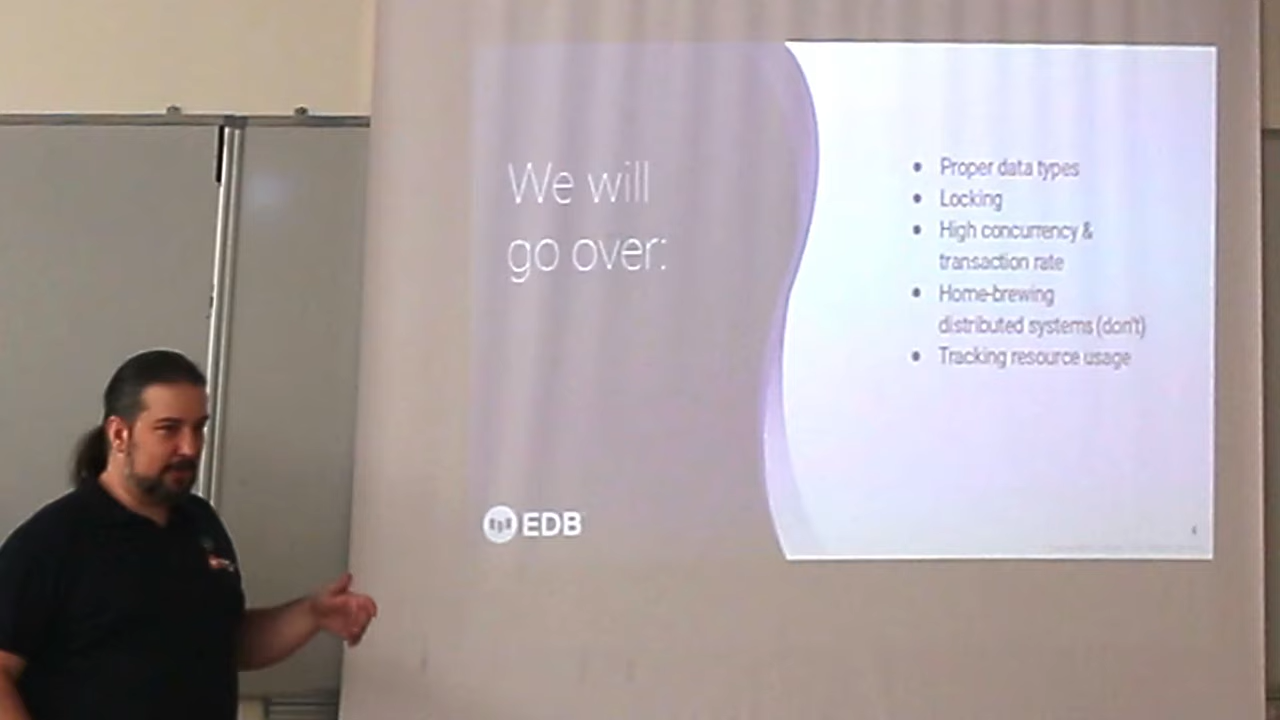 We will
go over:
Proper data types
Locking
High concurrency &
transaction rate
Home-brewing
distributed systems (don't)
Tracking resource usage
EDB